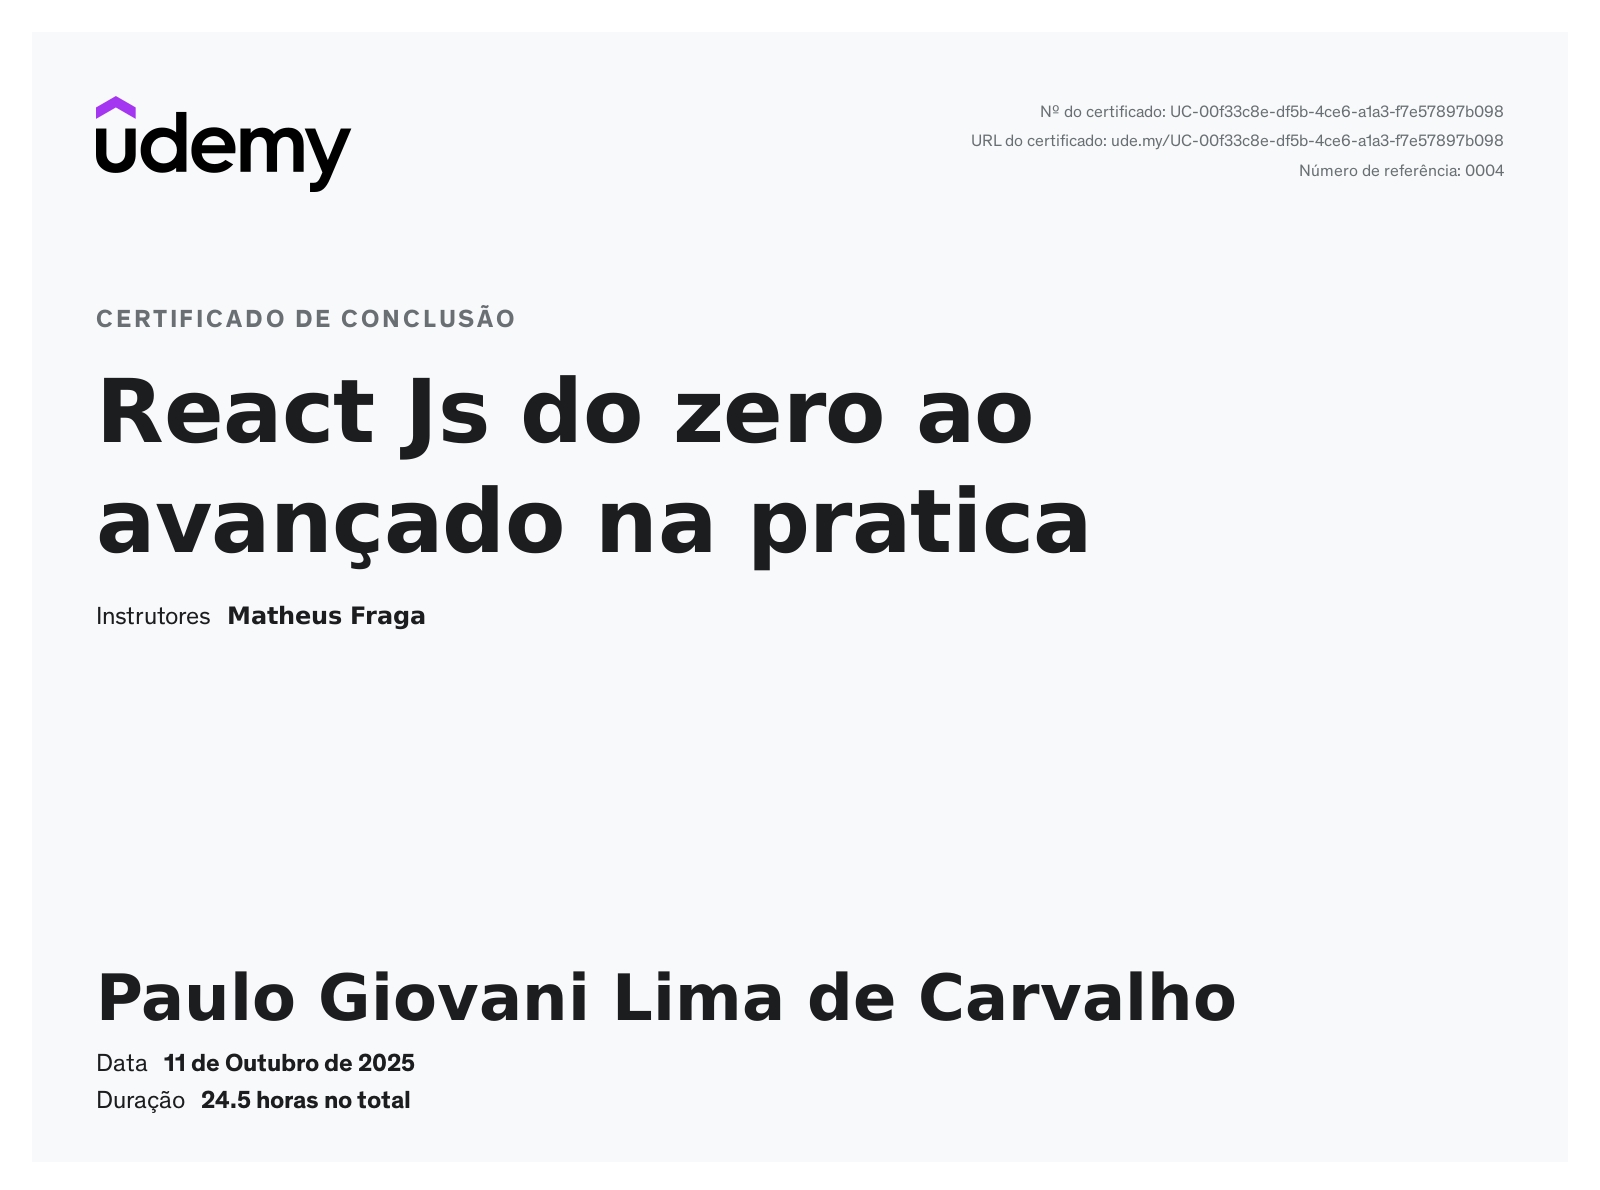 udemy
Nº do certificado: UC-00f33c8e-df5b-4ce6-a1a3-f7e57897b098
URL do certificado: ude.my/UC-00f33c8e-df5b-4ce6-a1a3-f7e57897b098
Número de referência: 0004
CERTIFICADO DE CONCLUSÃO
React Js do zero ao
avançado na pratica
Instrutores Matheus Fraga
Paulo Giovani Lima de Carvalho
Data 11 de Outubro de 2025
Duração 24.5 horas no total